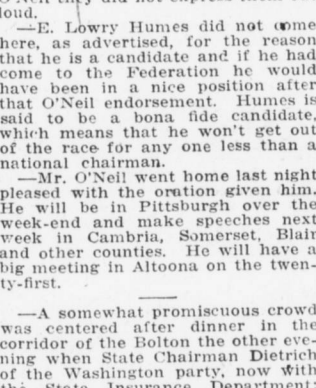 loud.
—E. Lowry Humes did not come
here, as advertised, for the reason
that he is a candidate and if he had
come to the Federation he would
have been in a nice position after
that O'Neil endorsement. Humes is
said to be a bona fide candidate,
which means that he won't get out
of the race for any one less than a
national chairman.
—Mr. O'Neil went home last night
pleased with the oration given him.
He will be in Pittsburgh over the
week-end and make speeches next
week in Cambria, Somerset, Blair
and other counties. He will have a
big meeting in Altoona on the twen-
ty-first.
—A somewhat promiscuous crowd
was centered after dinner in the
corridor of the Bolton the other eve-
ning when State Chairman Dietrich
of the Washington party, now with
the State Insurance Department